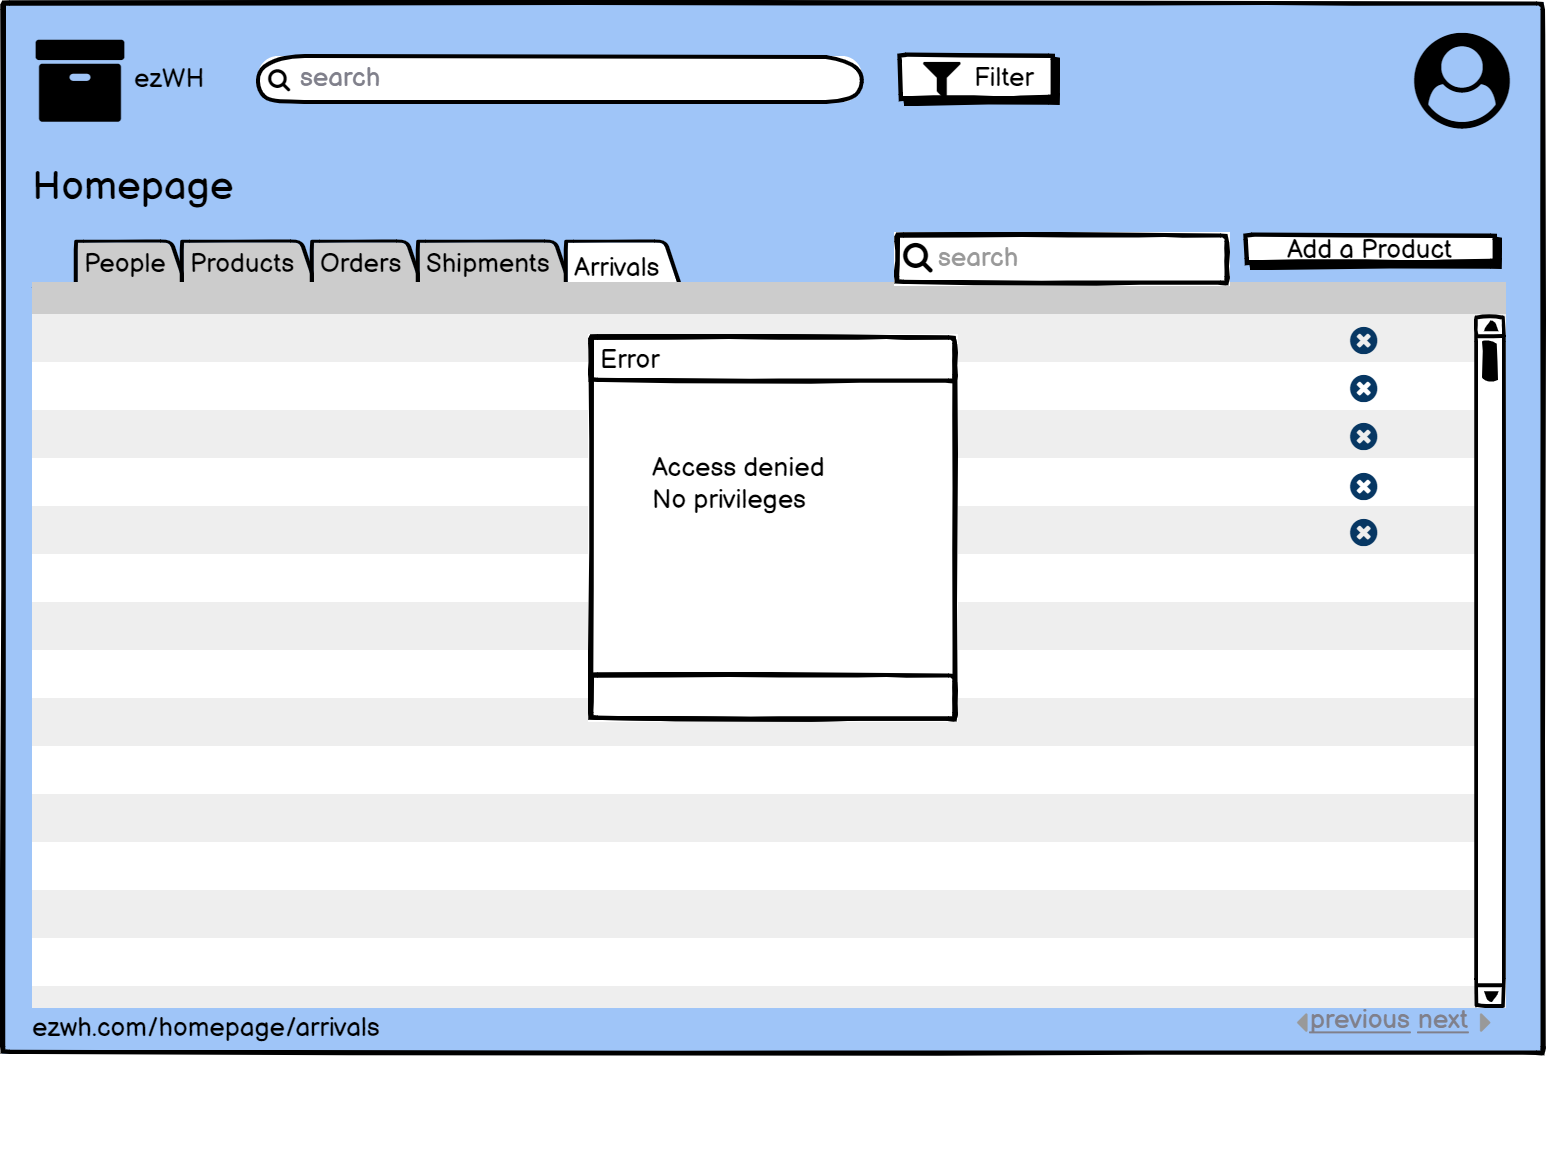 ezWH
search
Filter
Homepage
People
Products
Orders
Shipments
Arrivals
search
Add a Product
Error
Access denied
No privileges
ezwh.com/homepage/arrivals
previous next